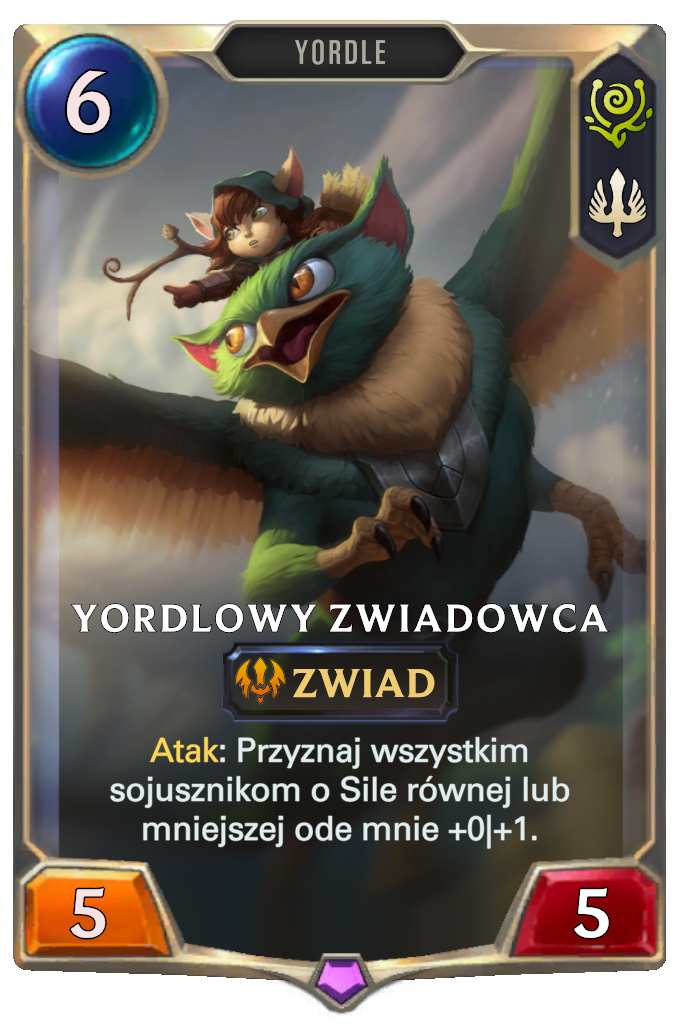 YORDLE
6
YORDLOWY ZWIADOWCA
ZWIAD
Atak: Przyznaj wszystkim
sojusznikom o Sile równej lub
mniejszej ode mnie +0|+1.
5
5